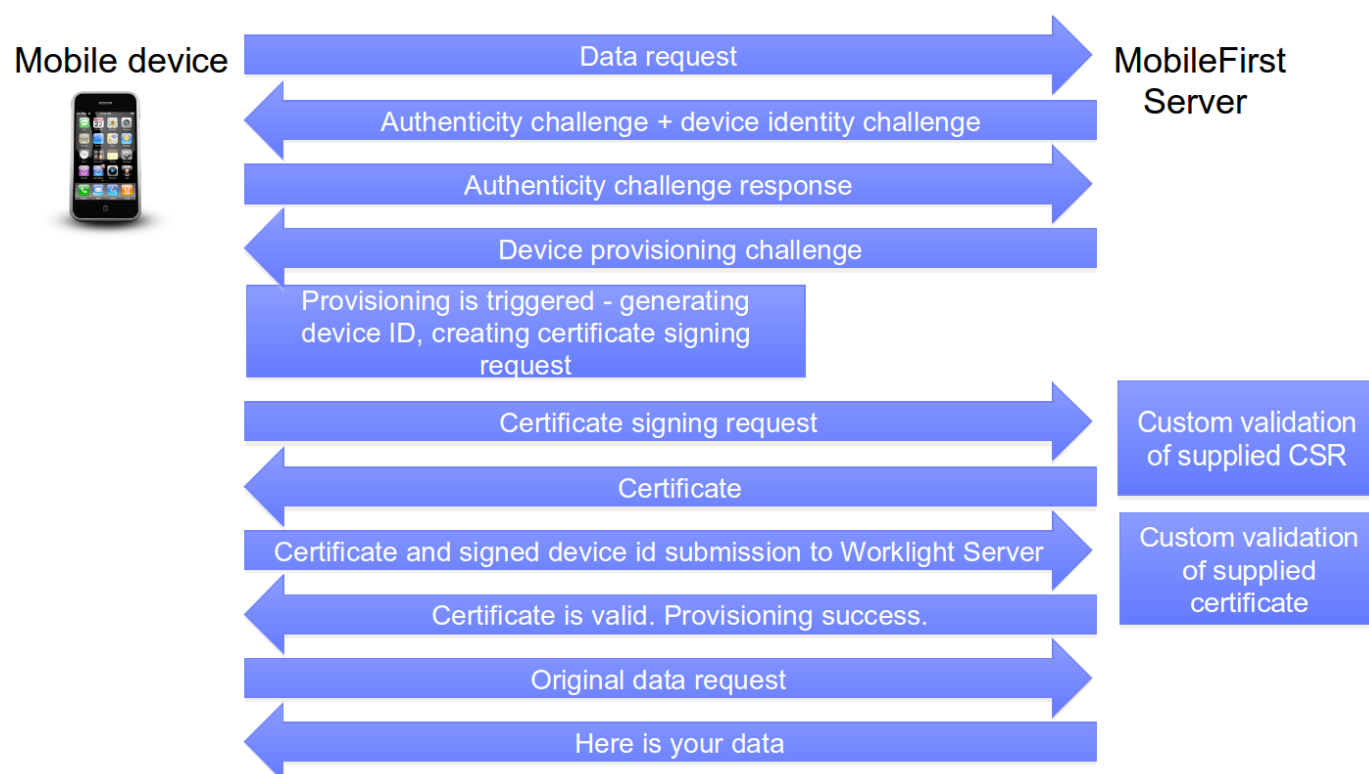 Mobile device
Data request
MobileFirst
Server
Authenticity challenge + device identity challenge
Authenticity challenge response
Device provisioning challenge
Provisioning is triggered - generating
device ID, creating certificate signing
request
Certificate signing request
Custom validation
of supplied CSR
Certificate
Certificate and signed device id submission to Worklight Server
Custom validation
of supplied
certificate
Certificate is valid. Provisioning success.
Original data request
Here is your data